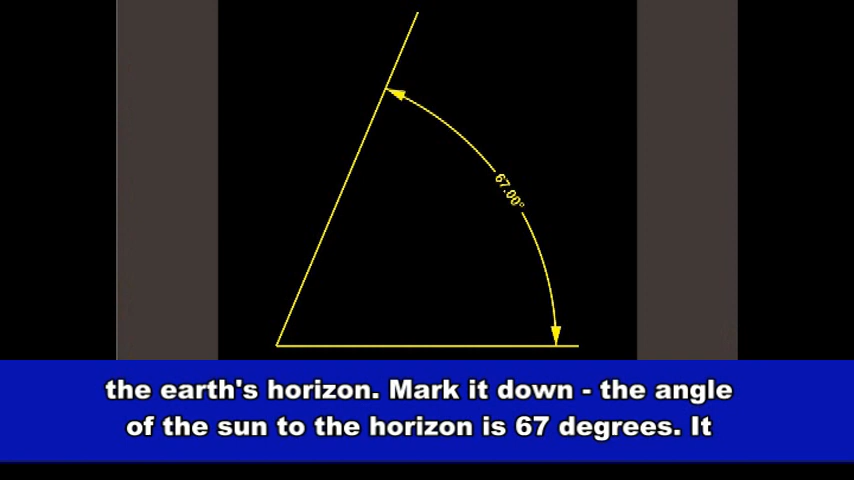 67.00°
the earth's horizon. Mark it down - the angle
of the sun to the horizon is 67 degrees. It